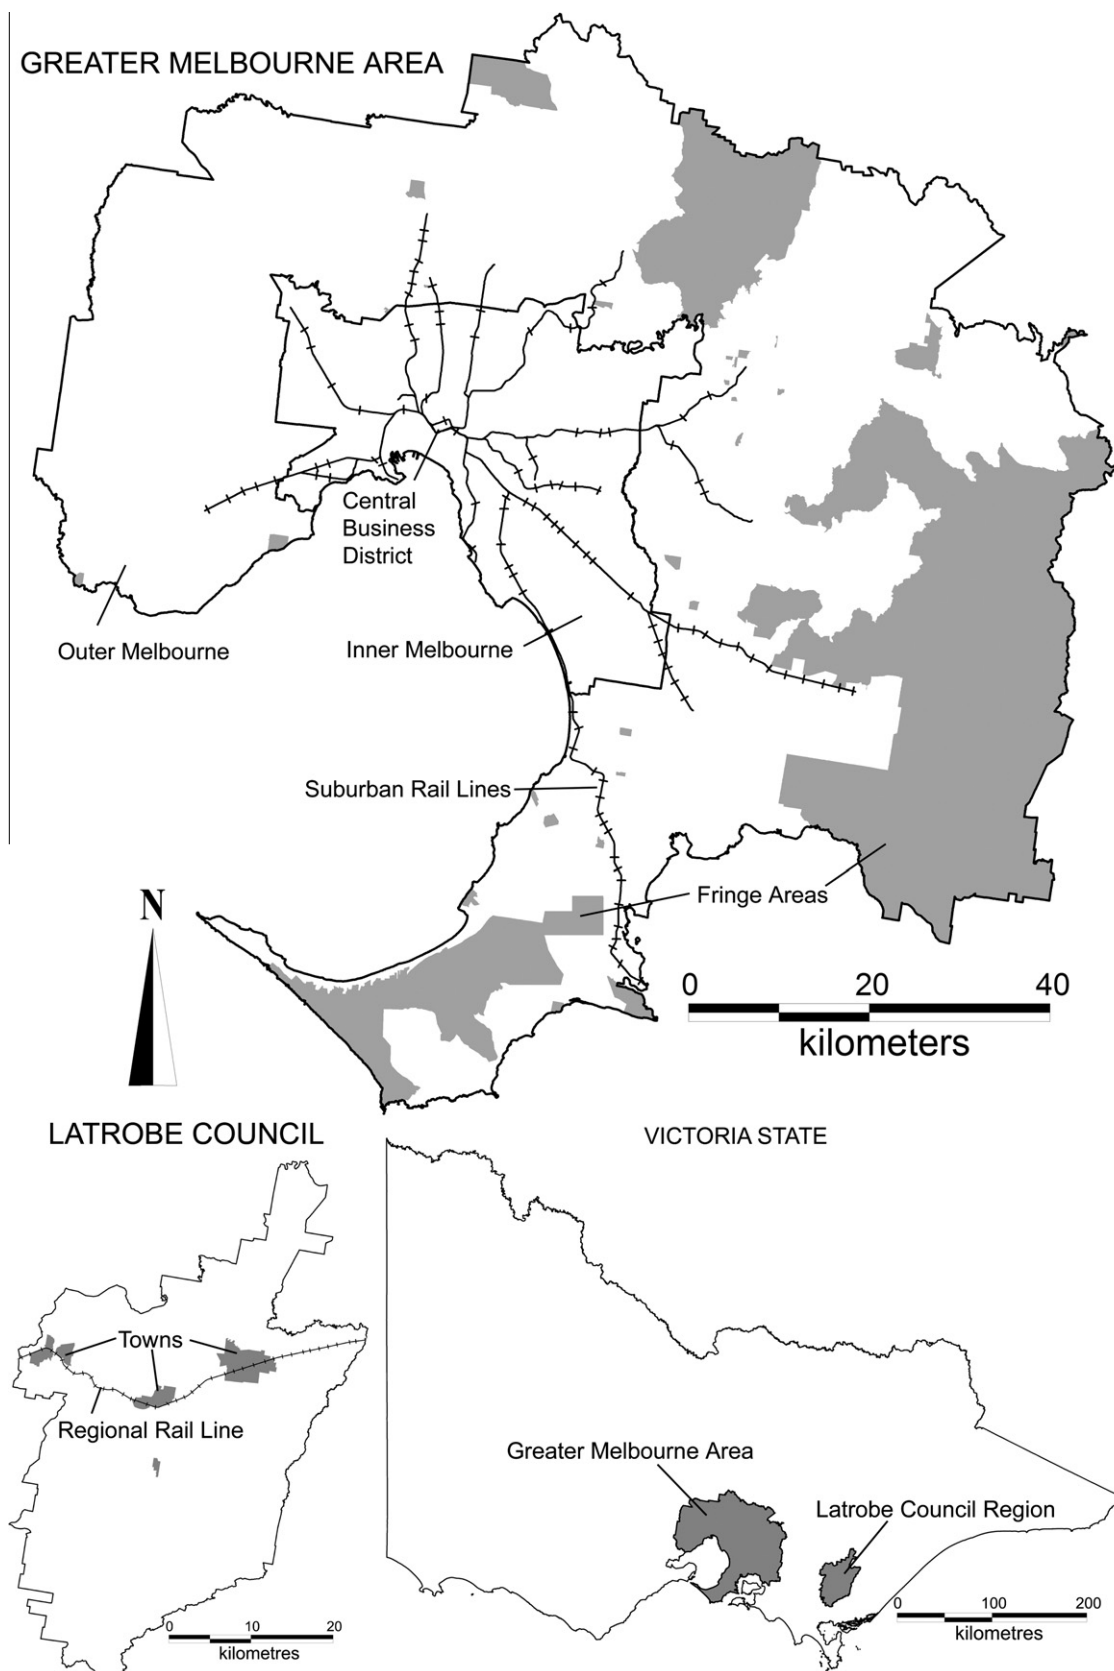 GREATER MELBOURNE AREA
Central
Business
District
Outer Melbourne
Inner Melbourne
Suburban Rail Lines
Fringe Areas
N
0 20 40
kilometers
LATROBE COUNCIL
VICTORIA STATE
Towns
Regional Rail Line
Greater Melbourne Area
Latrobe Council Region
0 10 20
kilometres
0 100 200
kilometres